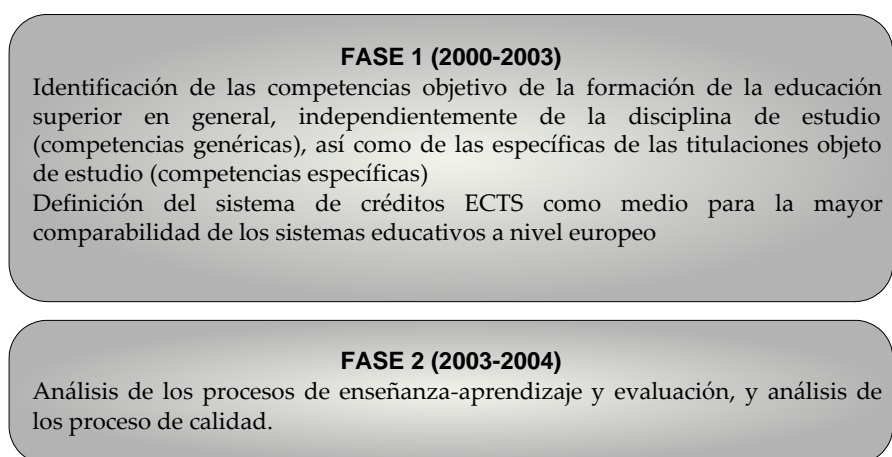 FASE 1 (2000-2003)
Identificación de las competencias objetivo de la formación de la educación
superior en general, independientemente de la disciplina de estudio
(competencias genéricas), así como de las específicas de las titulaciones objeto
de estudio (competencias específicas)
Definición del sistema de créditos ECTS como medio para la mayor
comparabilidad de los sistemas educativos a nivel europeo
FASE 2 (2003-2004)
Análisis de los procesos de enseñanza-aprendizaje y evaluación, y análisis de
los proceso de calidad.